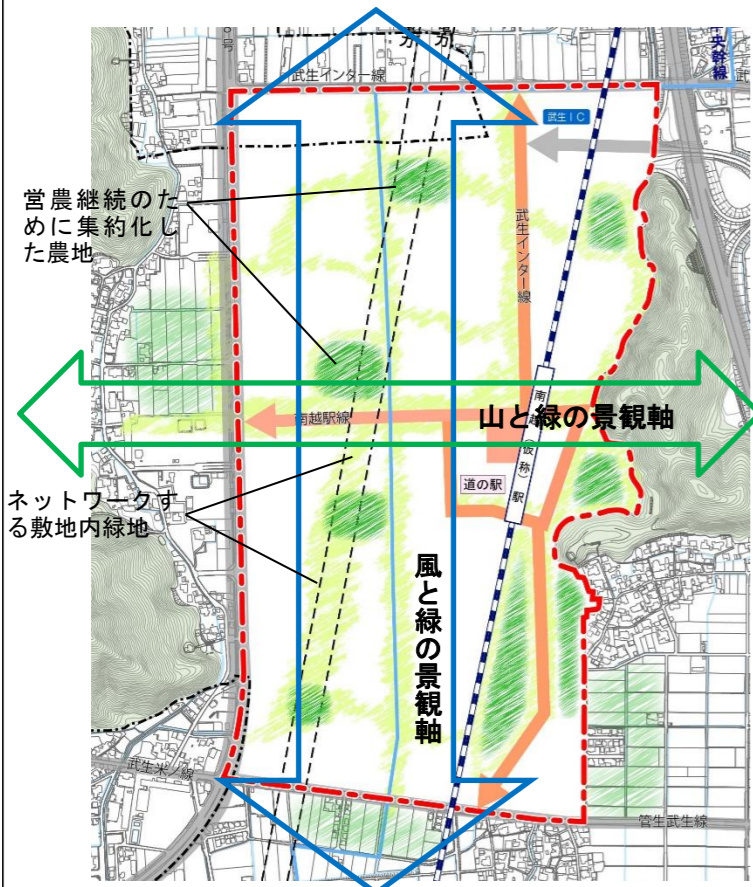 8号
分
分
中央幹線
武生インター線
武生IC
営農継続のた
めに集約化し
た農地
武生インター線
南越(仮称)駅
山と緑の景観軸
南越駅線
道の駅
ネットワークす
る敷地内緑地
風と緑の景観軸
武生米ノ線
菅生武生線